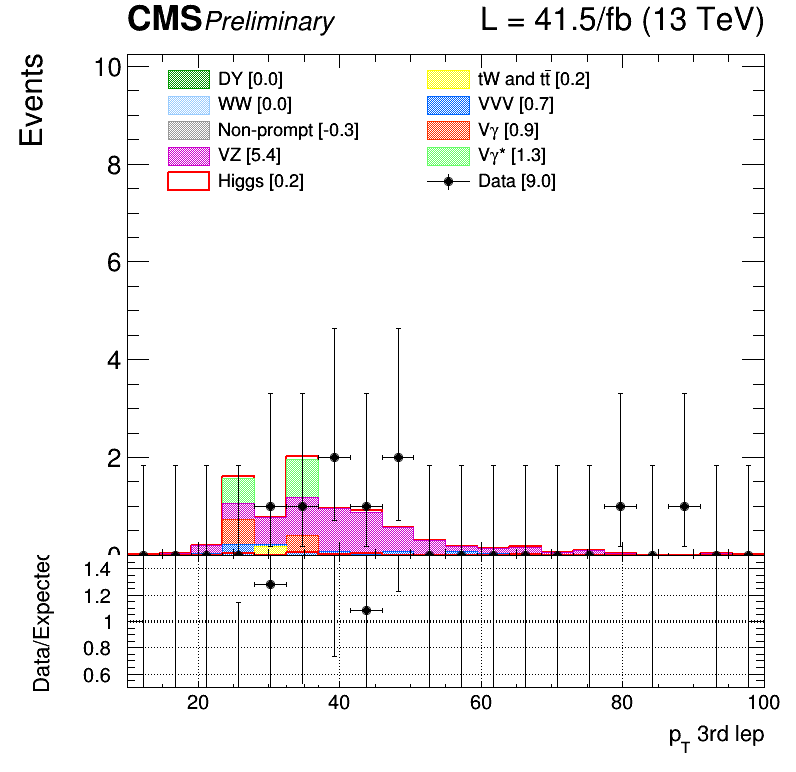 CMS Preliminary L = 41.5/fb (13 TeV)
Events
10
8
6
4
2
0
DY [0.0]
WW [0.0]
Non-prompt [-0.3]
VZ [5.4]
Higgs [0.2]
tW and tt̄ [0.2]
VVV [0.7]
Vγ [0.9]
Vγ* [1.3]
Data [9.0]
Data/Expected
1.4
1.2
1
0.8
0.6
20 40 60 80 100
pT 3rd lep